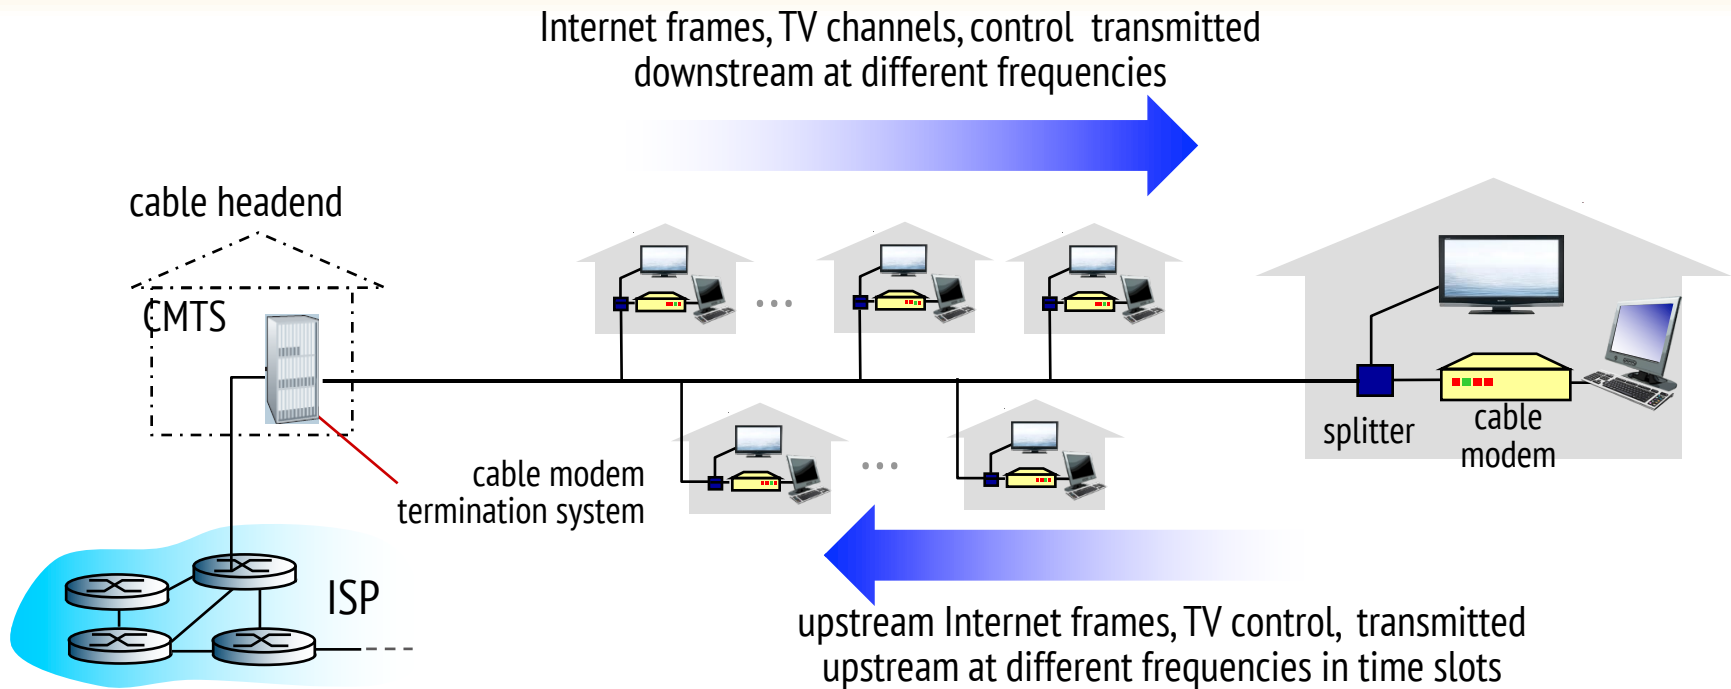 Internet frames, TV channels, control transmitted
downstream at different frequencies
cable headend
CMTS
splitter
cable
modem
cable modem
termination system
ISP
upstream Internet frames, TV control, transmitted
upstream at different frequencies in time slots